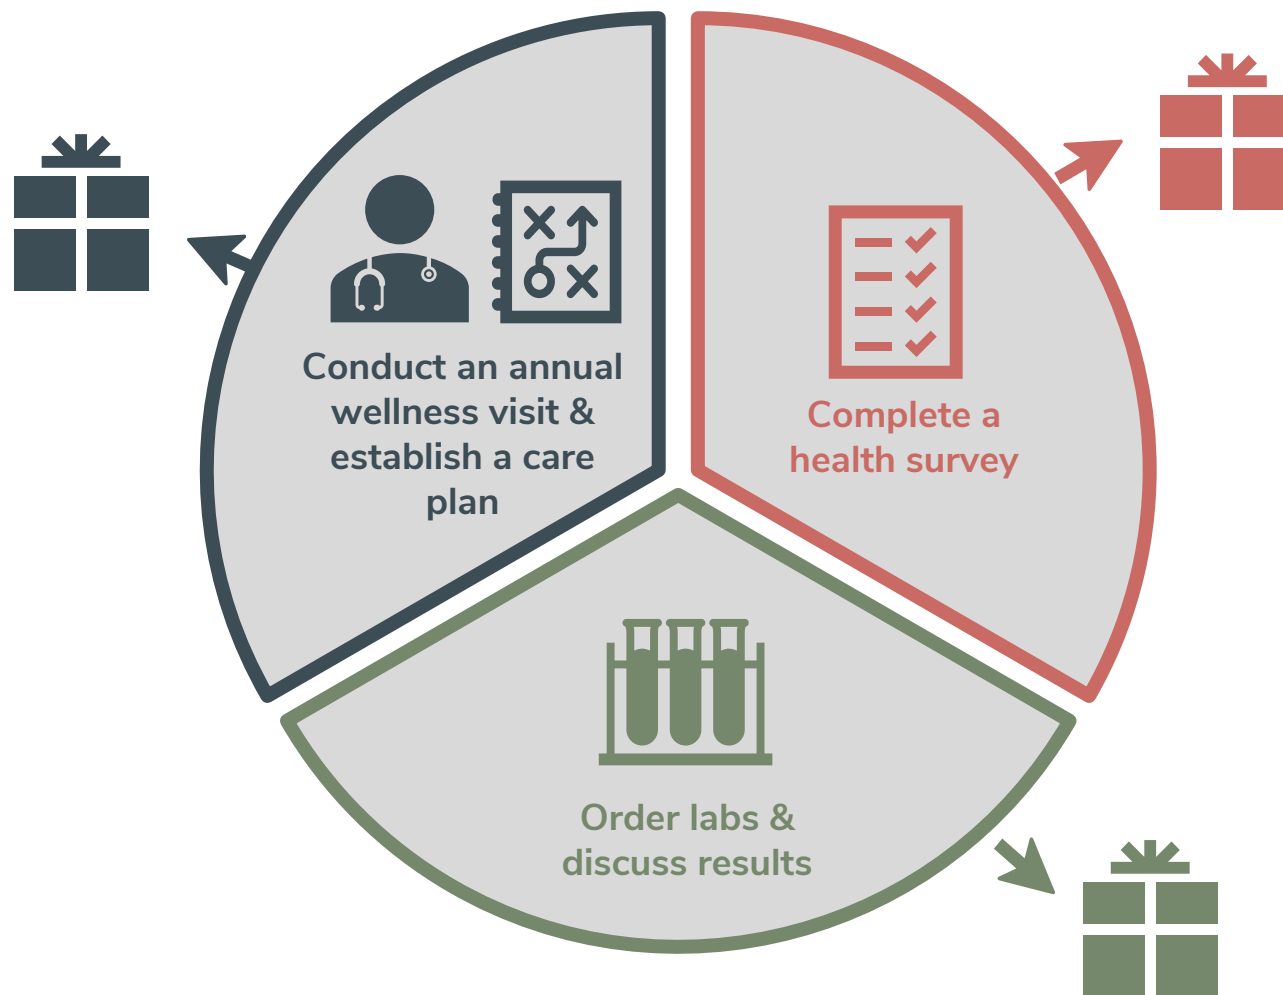 Conduct an annual
wellness visit &
establish a care
plan
Complete a
health survey
Order labs &
discuss results